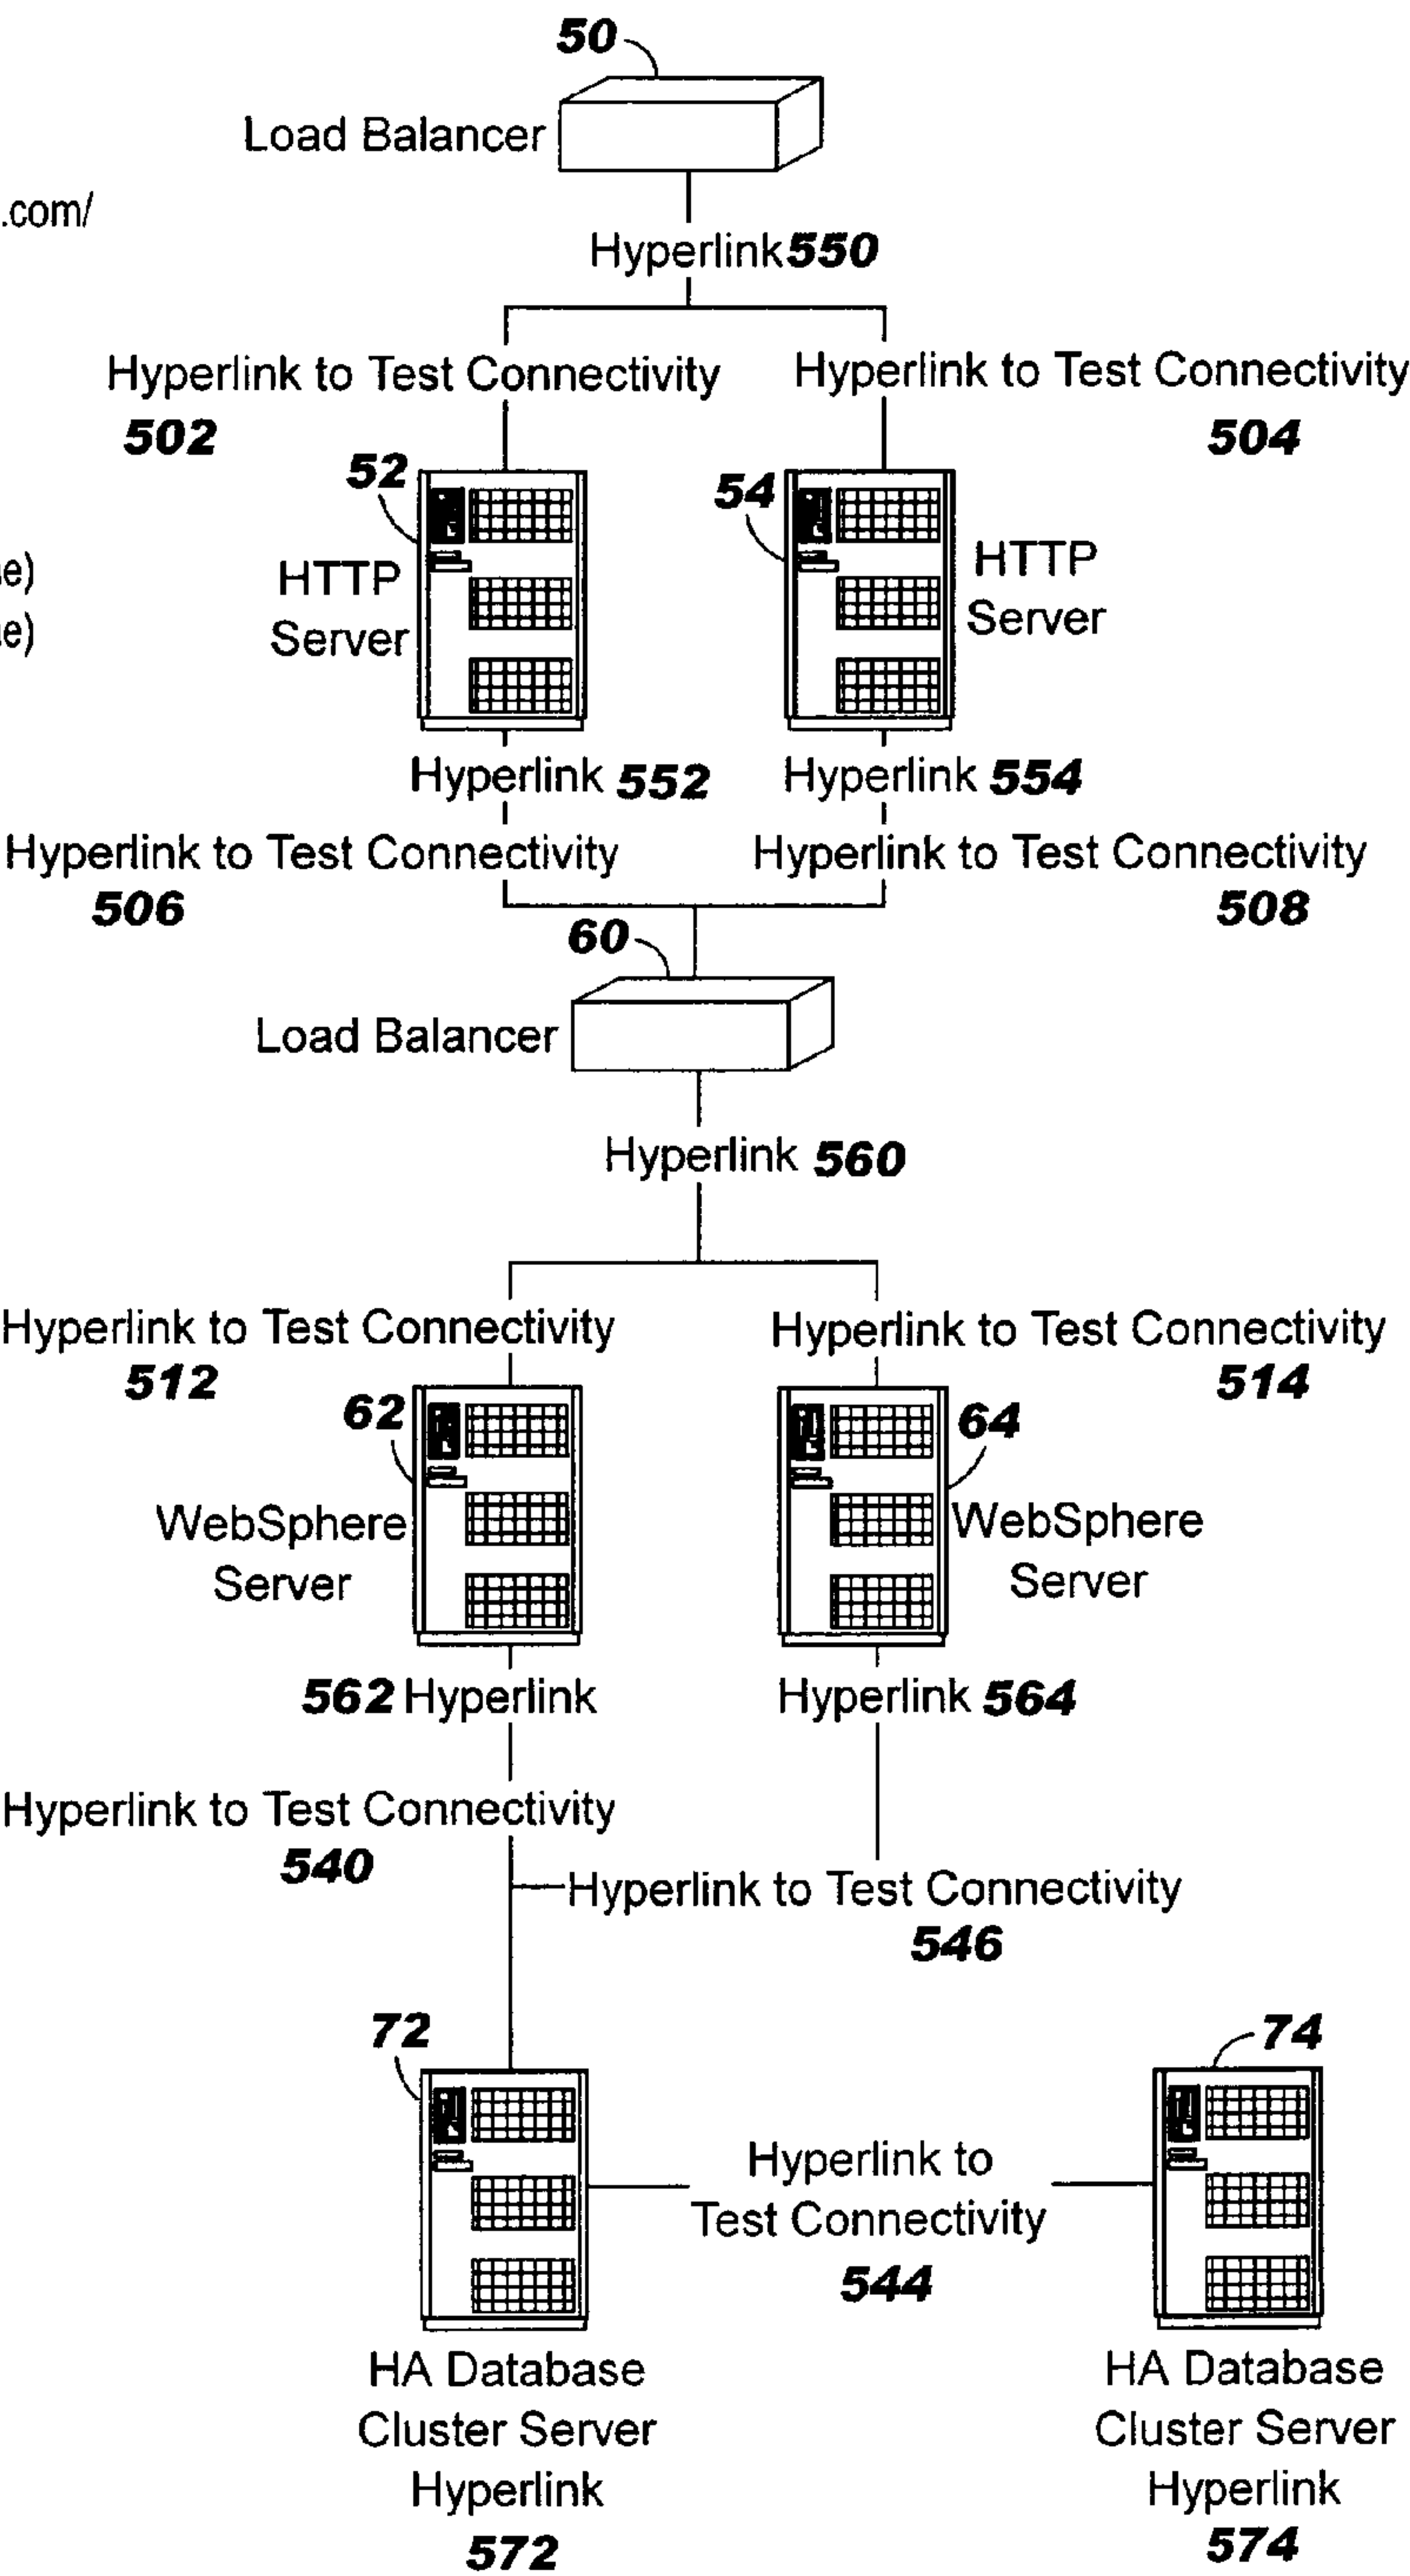 50
Load Balancer
.com/
Hyperlink 550
Hyperlink to Test Connectivity
502
Hyperlink to Test Connectivity
504
52
HTTP
Server
54
HTTP
Server
e)
e)
Hyperlink 552
Hyperlink 554
Hyperlink to Test Connectivity
506
Hyperlink to Test Connectivity
508
60
Load Balancer
Hyperlink 560
Hyperlink to Test Connectivity
512
Hyperlink to Test Connectivity
514
62
WebSphere
Server
64
WebSphere
Server
562 Hyperlink
Hyperlink 564
Hyperlink to Test Connectivity
540
Hyperlink to Test Connectivity
546
72
74
Hyperlink to
Test Connectivity
544
HA Database
Cluster Server
Hyperlink
572
HA Database
Cluster Server
Hyperlink
574